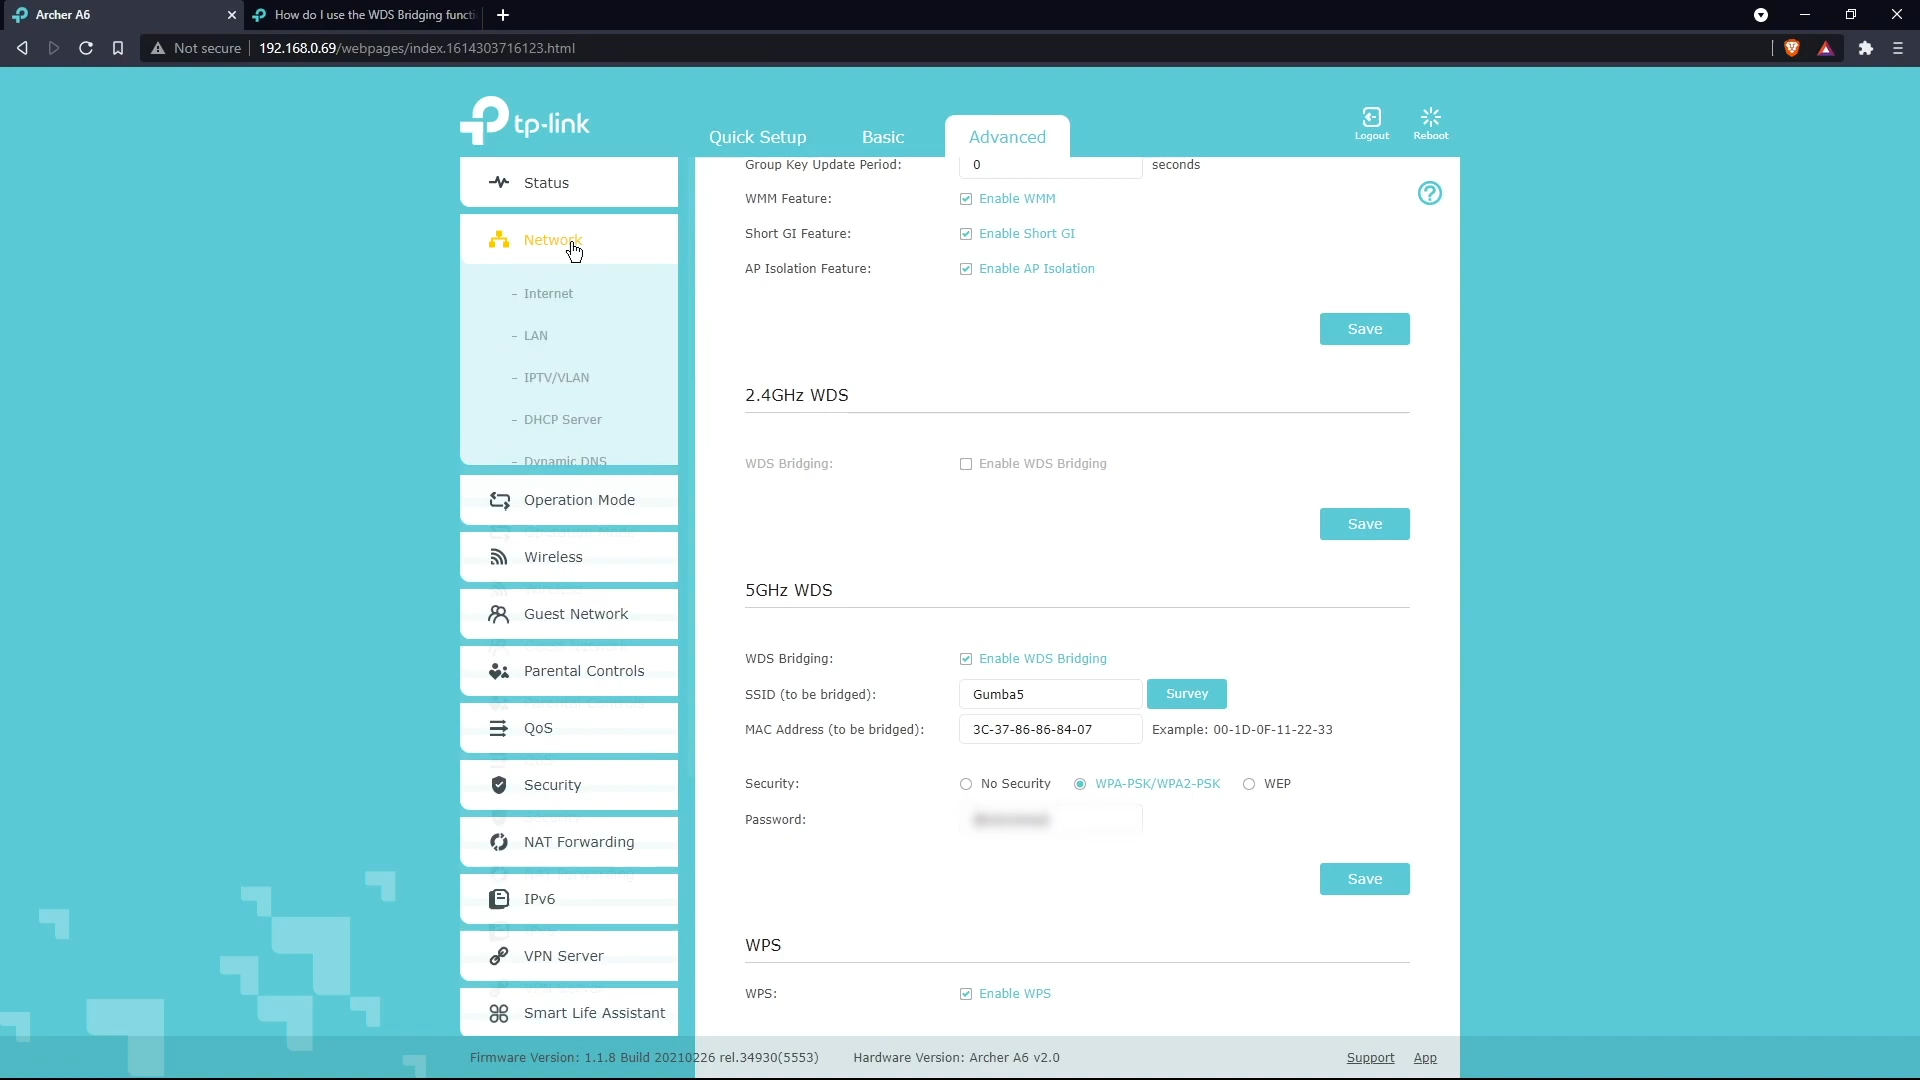 Archer A6
How do I use the WDS Bridging functi
Not secure
192.168.0.69/webpages/index.1614303716123.html
tp-link
Quick Setup
Basic
Advanced
Logout
Reboot
Status
Network
- Internet
- LAN
- IPTV/VLAN
- DHCP Server
- Dynamic DNS
Operation Mode
Wireless
Guest Network
Parental Controls
QoS
Security
NAT Forwarding
IPv6
VPN Server
Smart Life Assistant
Group Key Update Period: 0 seconds
WMM Feature: Enable WMM
Short GI Feature: Enable Short GI
AP Isolation Feature: Enable AP Isolation
Save
2.4GHz WDS
WDS Bridging: Enable WDS Bridging
Save
5GHz WDS
WDS Bridging: Enable WDS Bridging
SSID (to be bridged): Gumba5 Survey
MAC Address (to be bridged): 3C-37-86-86-84-07 Example: 00-1D-0F-11-22-33
Security: No Security WPA-PSK/WPA2-PSK WEP
Password:
Save
WPS
WPS: Enable WPS
Firmware Version: 1.1.8 Build 20210226 rel.34930(5553) Hardware Version: Archer A6 v2.0
Support App